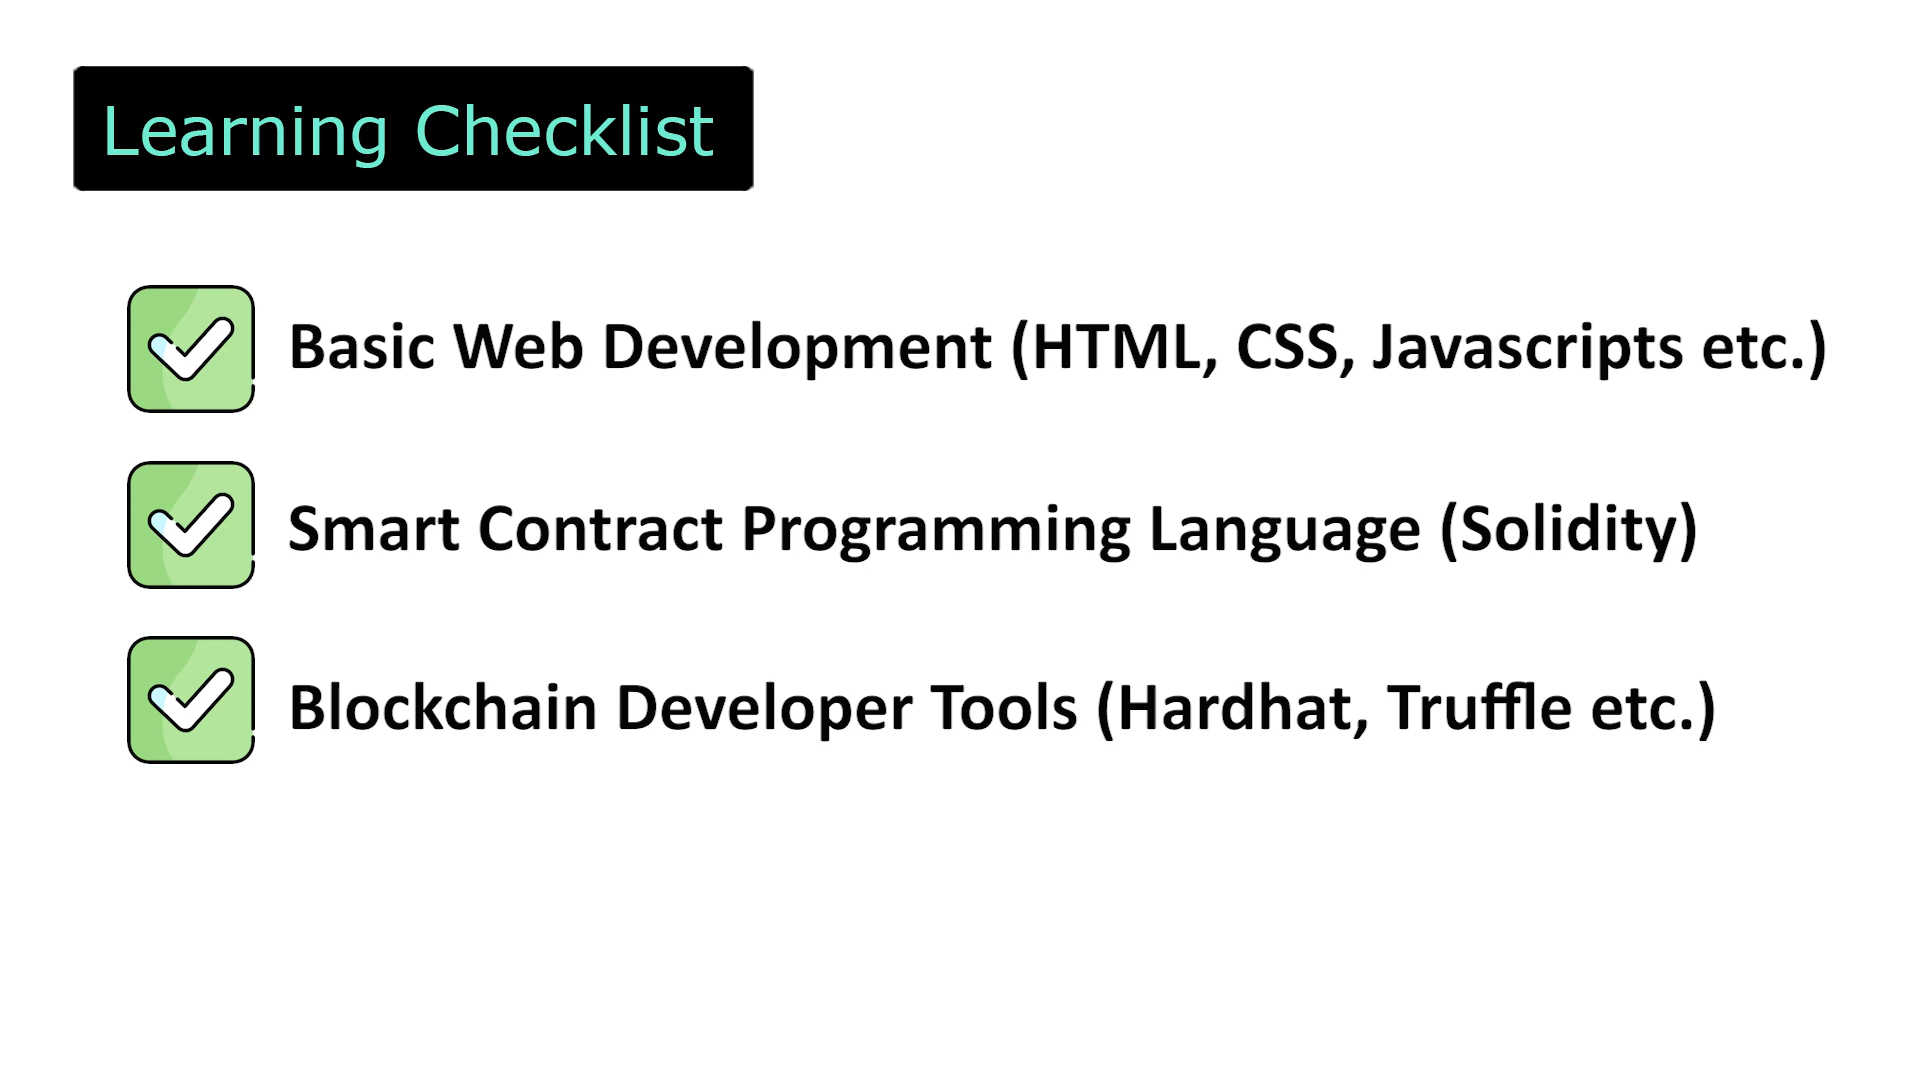 Learning Checklist
Basic Web Development (HTML, CSS, Javascripts etc.)
Smart Contract Programming Language (Solidity)
Blockchain Developer Tools (Hardhat, Truffle etc.)